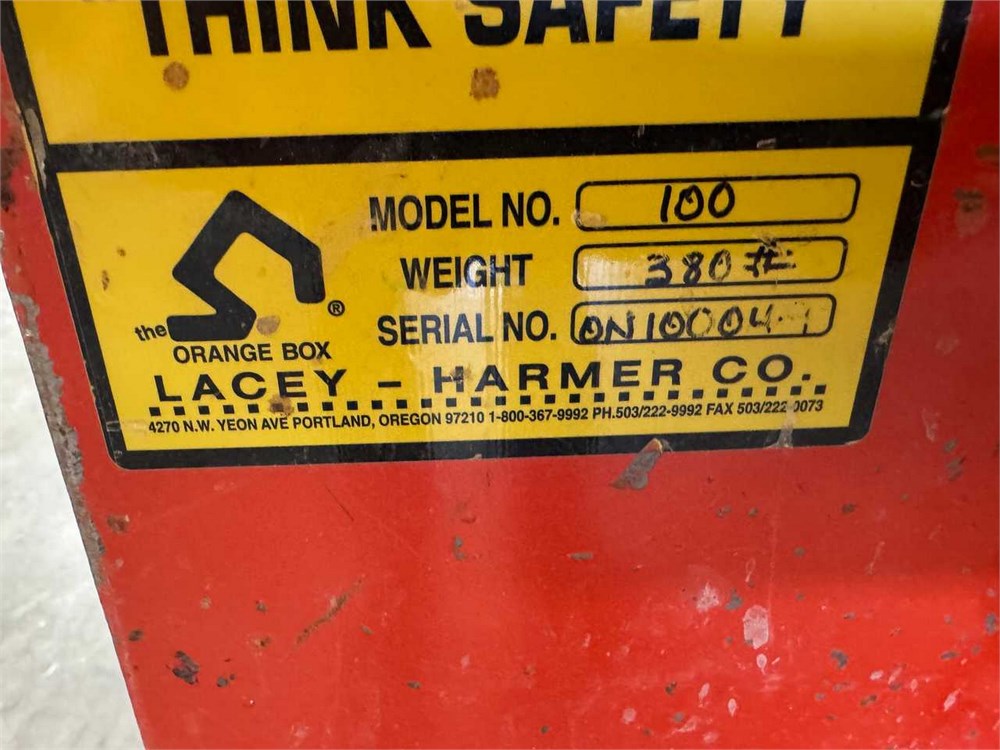 THINK SAFETY
MODEL NO. 100
WEIGHT 380#
the
®
SERIAL NO.
ORANGE BOX
LACEY - HARMER CO.
4270 N.W. YEON AVE PORTLAND, OREGON 97210 1-800-367-9992 PH.503/222-9992 FAX 503/222-0073